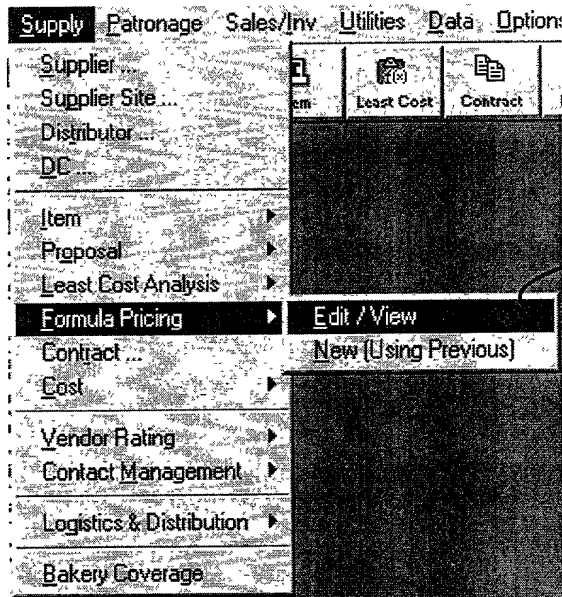 Supply Patronage Sales/Inv Utilities Data Options
Supplier ...
Supplier Site ...
Distributor ...
DC ...
em Least Cost Contract
Item
Proposal
Least Cost Analysis
Formula Pricing
Edit / View
New (Using Previous)
Contract ...
Cost
Vendor Rating
Contact Management
Logistics & Distribution
Bakery Coverage